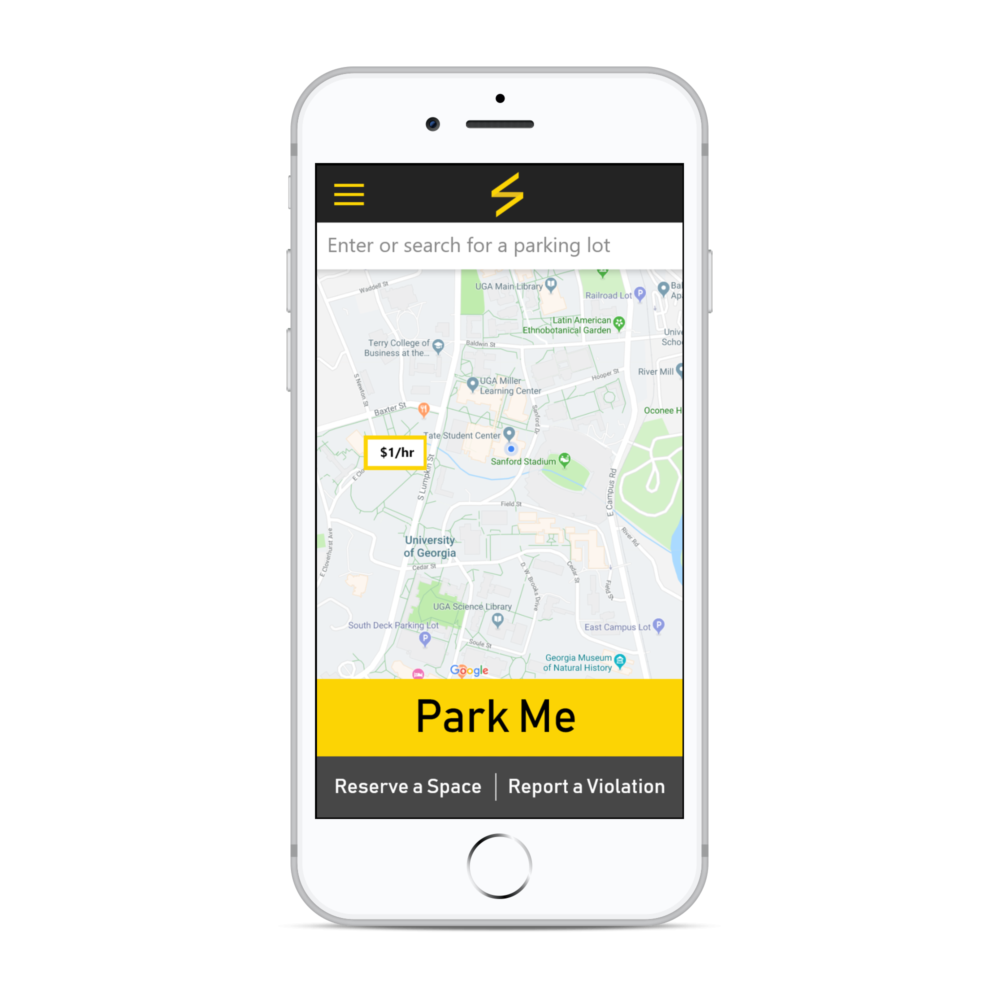 Enter or search for a parking lot
Waddell St
UGA Main Library
Railroad Lot
P
Bal
Apa
Latin American
Ethnobotanical Garden
Unive
Schoo
Terry College of
Business at the...
Baldwin St
S Newton St
Hooper St
River Mill
UGA Miller
Learning Center
Baxter St
Sanford Dr
Oconee H
Tate Student Center
$1/hr
Sanford Stadium
E Clo
S Lumpkin St
E Campus Rd
Field St
River Rd
University
of Georgia
E Cloverhurst Ave
Cedar St
D. W. Brooks Drive
Cedar St
Field St
UGA Science Library
South Deck Parking Lot
P
East Campus Lot
P
Soule St
Georgia Museum
of Natural History
Google
Park Me
Reserve a Space | Report a Violation